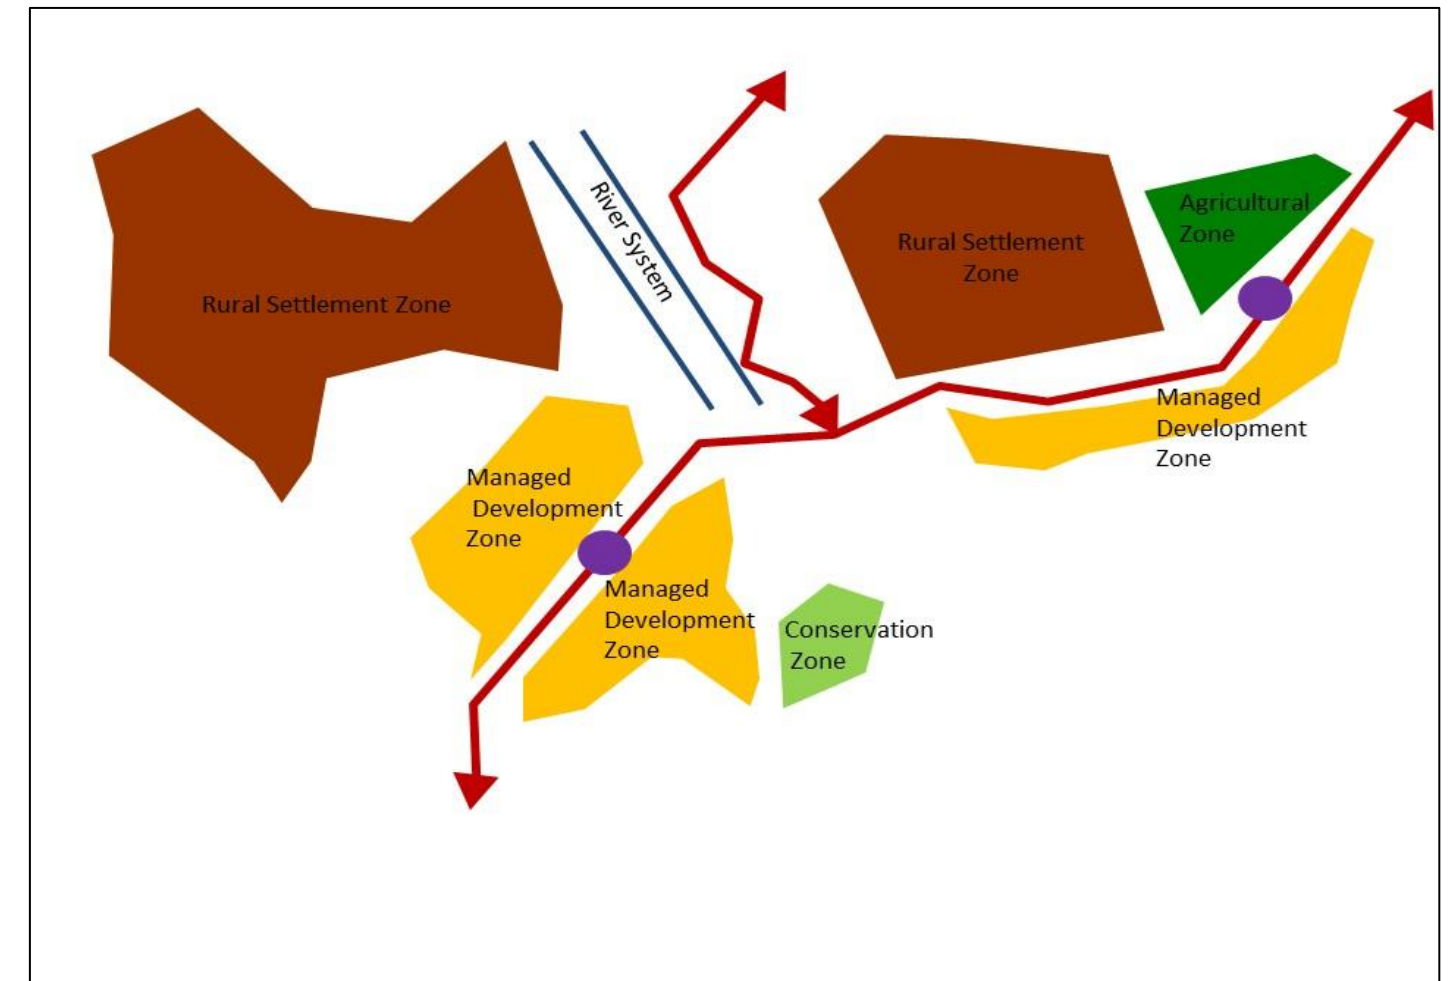 River System
Agricultural
Zone
Rural Settlement
Zone
Rural Settlement Zone
Managed
Development
Zone
Managed
Development
Zone
Managed
Development
Zone
Conservation
Zone